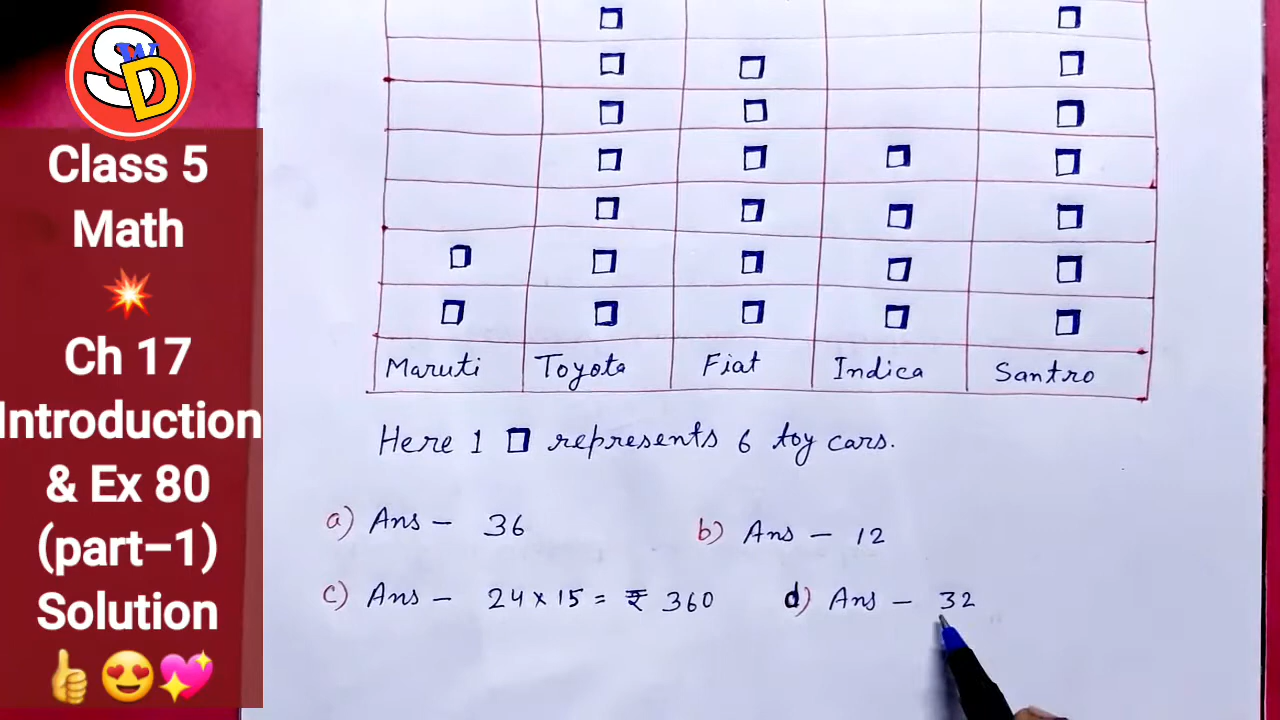 SWD
Class 5
Math
Ch 17
Introduction
& Ex 80
(part–1)
Solution
Maruti Toyota Fiat Indica Santro
Here 1 □ represents 6 toy cars.
a) Ans – 36 b) Ans – 12
c) Ans – 24 × 15 = ₹ 360 d) Ans – 32